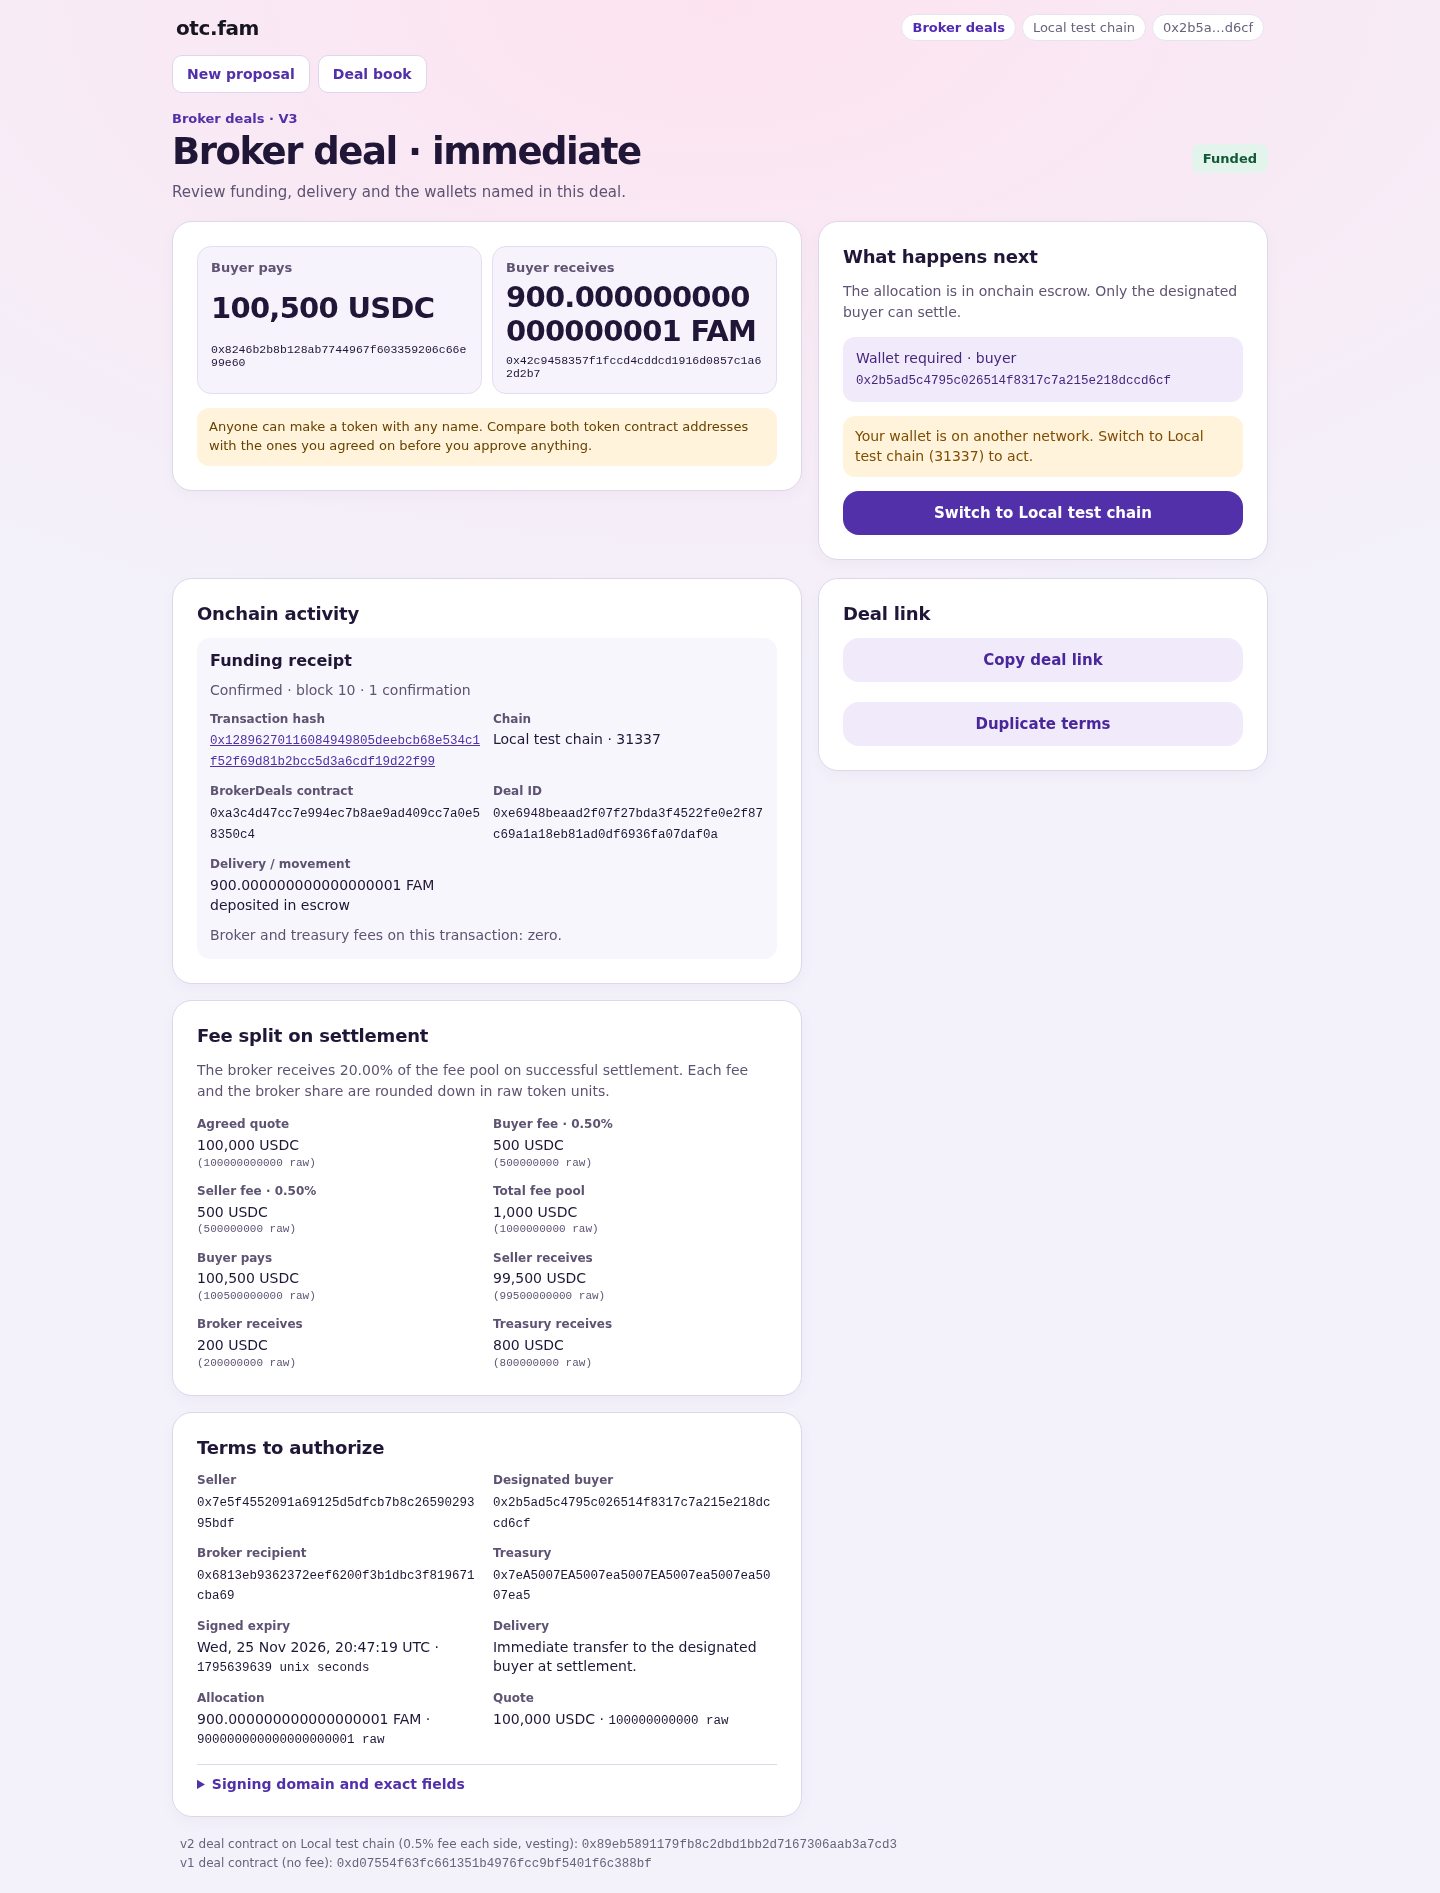 otc.fam
Broker deals
Local test chain
0x2b5a…d6cf
New proposal
Deal book
Broker deals · V3
Broker deal · immediate
Funded
Review funding, delivery and the wallets named in this deal.
Buyer pays
100,500 USDC
0x8246b2b8b128ab7744967f603359206c66e
99e60
Buyer receives
900.000000000
000000001 FAM
0x42c9458357f1fccd4cddcd1916d0857c1a6
2d2b7
Anyone can make a token with any name. Compare both token contract addresses
with the ones you agreed on before you approve anything.
What happens next
The allocation is in onchain escrow. Only the designated
buyer can settle.
Wallet required · buyer
0x2b5ad5c4795c026514f8317c7a215e218dccd6cf
Your wallet is on another network. Switch to Local
test chain (31337) to act.
Switch to Local test chain
Onchain activity
Funding receipt
Confirmed · block 10 · 1 confirmation
Transaction hash
0x12896270116084949805deebcb68e534c1
f52f69d81b2bcc5d3a6cdf19d22f99
Chain
Local test chain · 31337
BrokerDeals contract
0xa3c4d47cc7e994ec7b8ae9ad409cc7a0e5
8350c4
Deal ID
0xe6948beaad2f07f27bda3f4522fe0e2f87
c69a1a18eb81ad0df6936fa07daf0a
Delivery / movement
900.000000000000000001 FAM
deposited in escrow
Broker and treasury fees on this transaction: zero.
Deal link
Copy deal link
Duplicate terms
Fee split on settlement
The broker receives 20.00% of the fee pool on successful settlement. Each fee
and the broker share are rounded down in raw token units.
Agreed quote
100,000 USDC
(100000000000 raw)
Buyer fee · 0.50%
500 USDC
(500000000 raw)
Seller fee · 0.50%
500 USDC
(500000000 raw)
Total fee pool
1,000 USDC
(1000000000 raw)
Buyer pays
100,500 USDC
(100500000000 raw)
Seller receives
99,500 USDC
(99500000000 raw)
Broker receives
200 USDC
(200000000 raw)
Treasury receives
800 USDC
(800000000 raw)
Terms to authorize
Seller
0x7e5f4552091a69125d5dfcb7b8c26590293
95bdf
Designated buyer
0x2b5ad5c4795c026514f8317c7a215e218dc
cd6cf
Broker recipient
0x6813eb9362372eef6200f3b1dbc3f819671
cba69
Treasury
0x7eA5007EA5007ea5007EA5007ea5007ea50
07ea5
Signed expiry
Wed, 25 Nov 2026, 20:47:19 UTC ·
1795639639 unix seconds
Delivery
Immediate transfer to the designated
buyer at settlement.
Allocation
900.000000000000000001 FAM ·
900000000000000000001 raw
Quote
100,000 USDC · 100000000000 raw
Signing domain and exact fields
v2 deal contract on Local test chain (0.5% fee each side, vesting): 0x89eb5891179fb8c2dbd1bb2d7167306aab3a7cd3
v1 deal contract (no fee): 0xd07554f63fc661351b4976fcc9bf5401f6c388bf